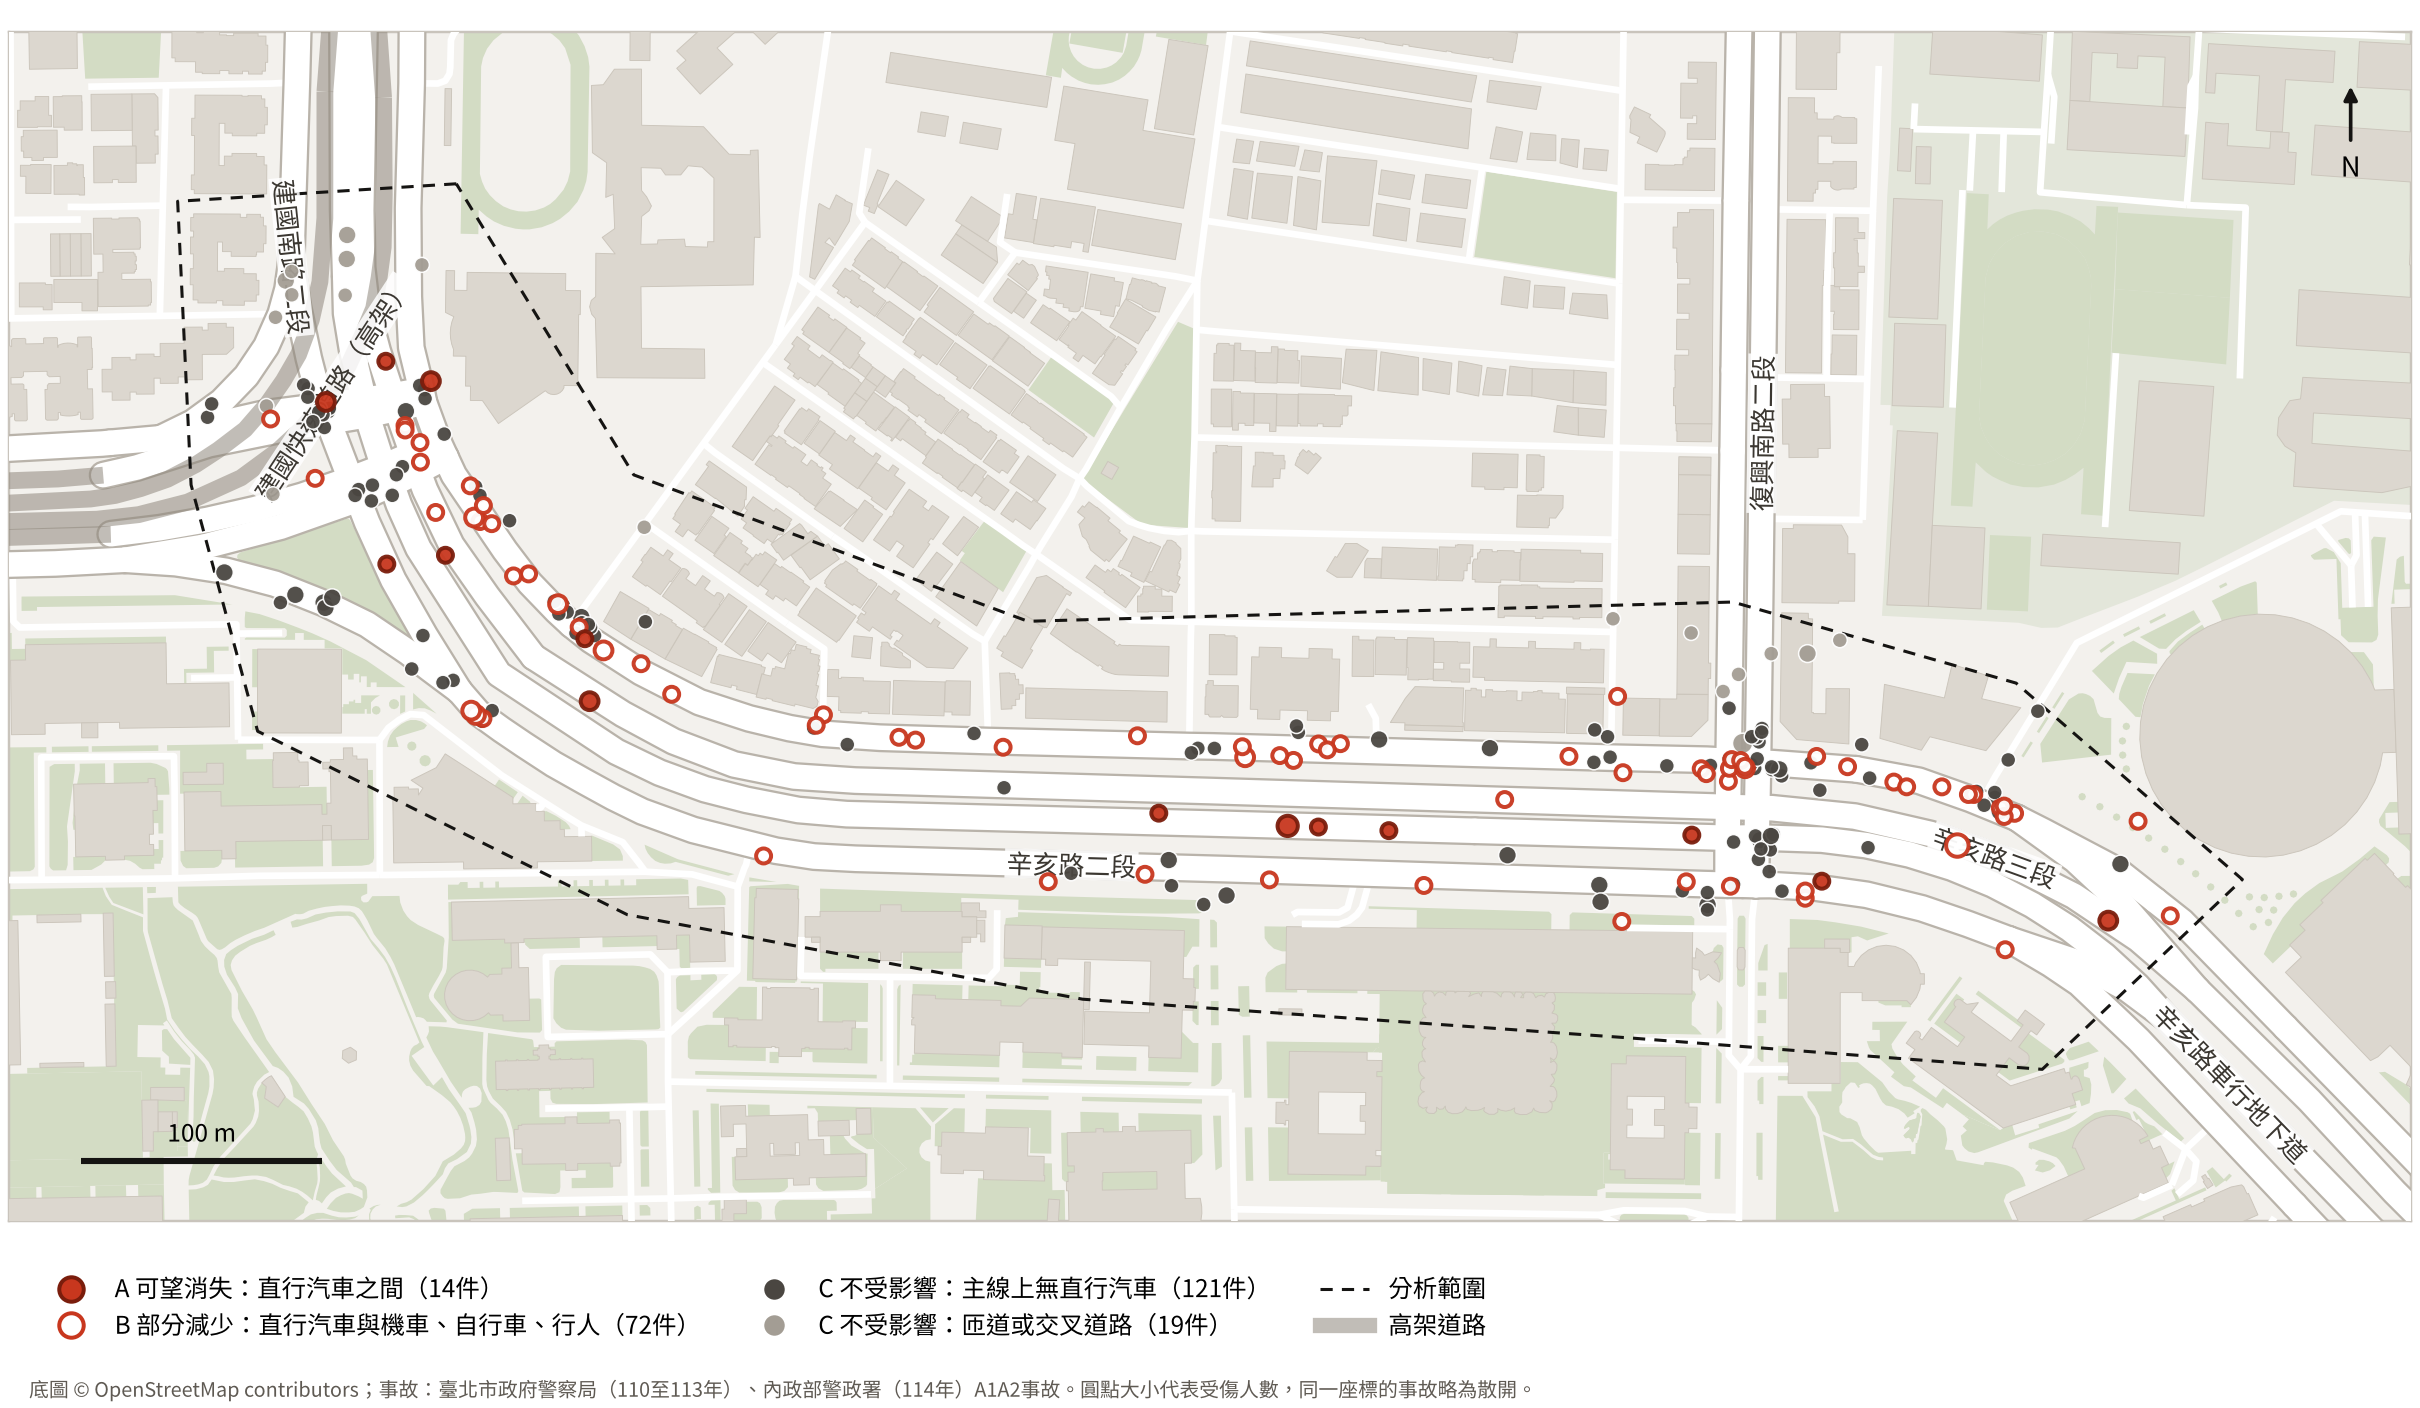 N
建國南路一段
建國快速道路（高架）
復興南路二段
辛亥路二段
辛亥路三段
辛亥路車行地下道
100 m
A 可望消失：直行汽車之間（14件）
B 部分減少：直行汽車與機車、自行車、行人（72件）
C 不受影響：主線上無直行汽車（121件）
C 不受影響：匝道或交叉道路（19件）
分析範圍
高架道路
底圖 © OpenStreetMap contributors；事故：臺北市政府警察局（110至113年）、內政部警政署（114年）A1A2事故。圓點大小代表受傷人數，同一座標的事故略為散開。